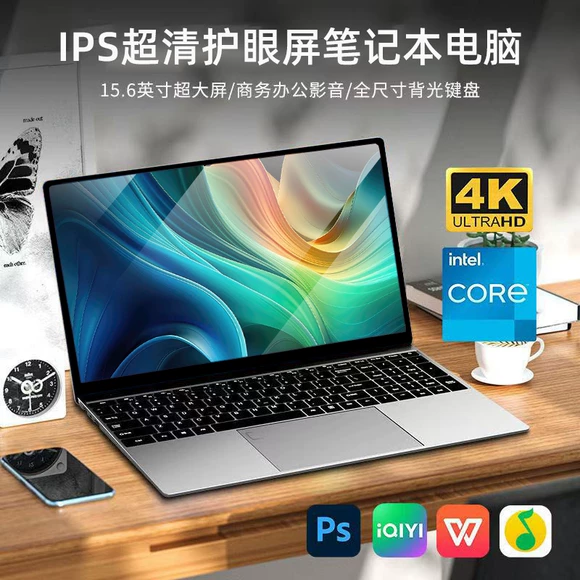 IPS超清护眼屏笔记本电脑
15.6英寸超大屏/商务办公影音/全尺寸背光键盘
4K
ULTRAHD
intel.
CORE
each other.
Ps
iQIYI
W